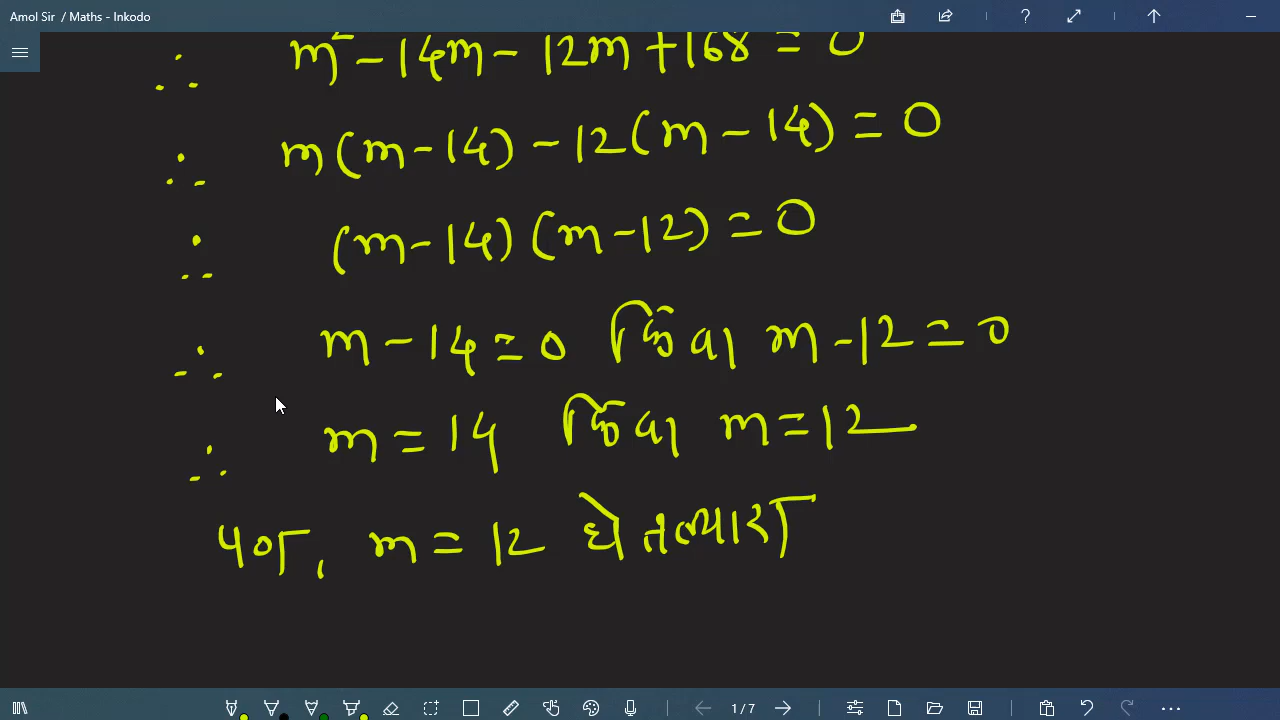 Amol Sir / Maths - Inkodo
∴ m² - 14m - 12m + 168 = 0
∴ m(m - 14) - 12(m - 14) = 0
∴ (m - 14)(m - 12) = 0
∴ m - 14 = 0 किंवा m - 12 = 0
∴ m = 14 किंवा m = 12
पण, m = 12 घेतल्यास
1 / 7